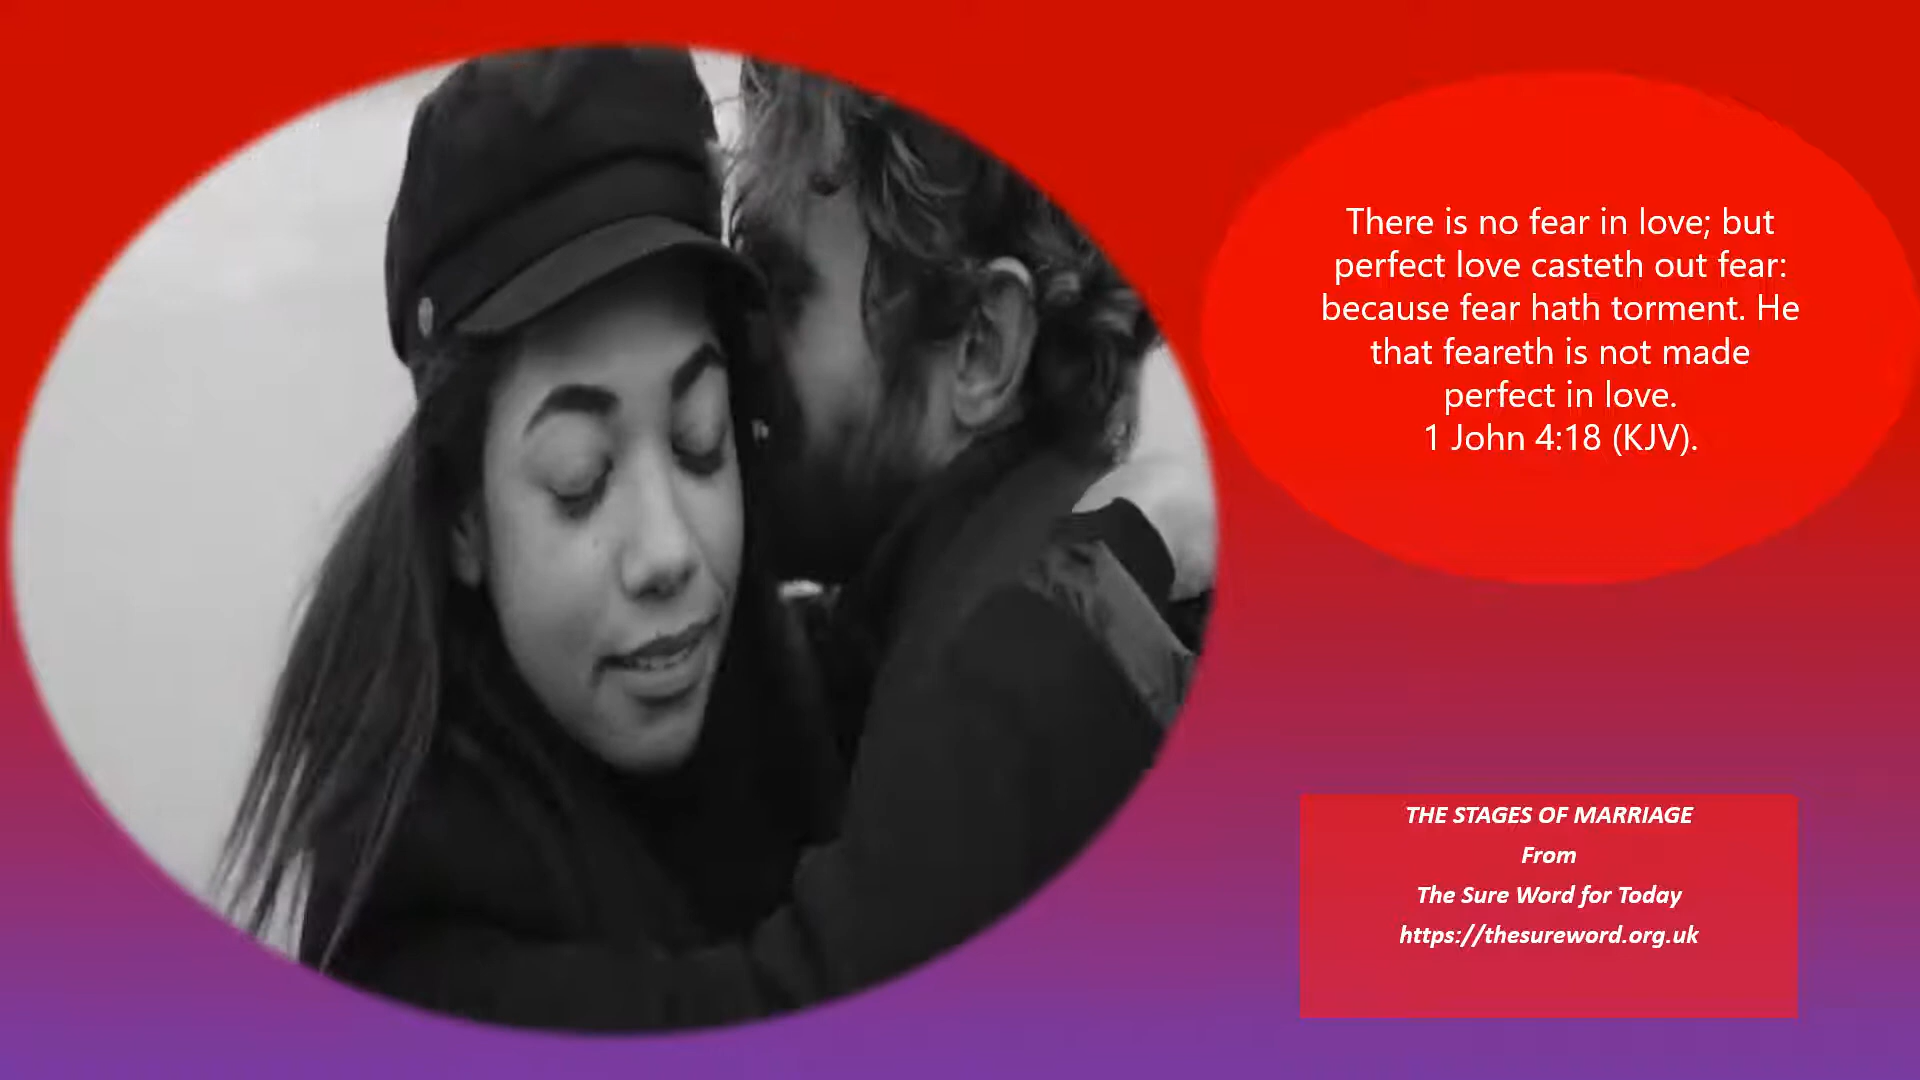 There is no fear in love; but
perfect love casteth out fear:
because fear hath torment. He
that feareth is not made
perfect in love.
1 John 4:18 (KJV).
THE STAGES OF MARRIAGE
From
The Sure Word for Today
https://thesureword.org.uk